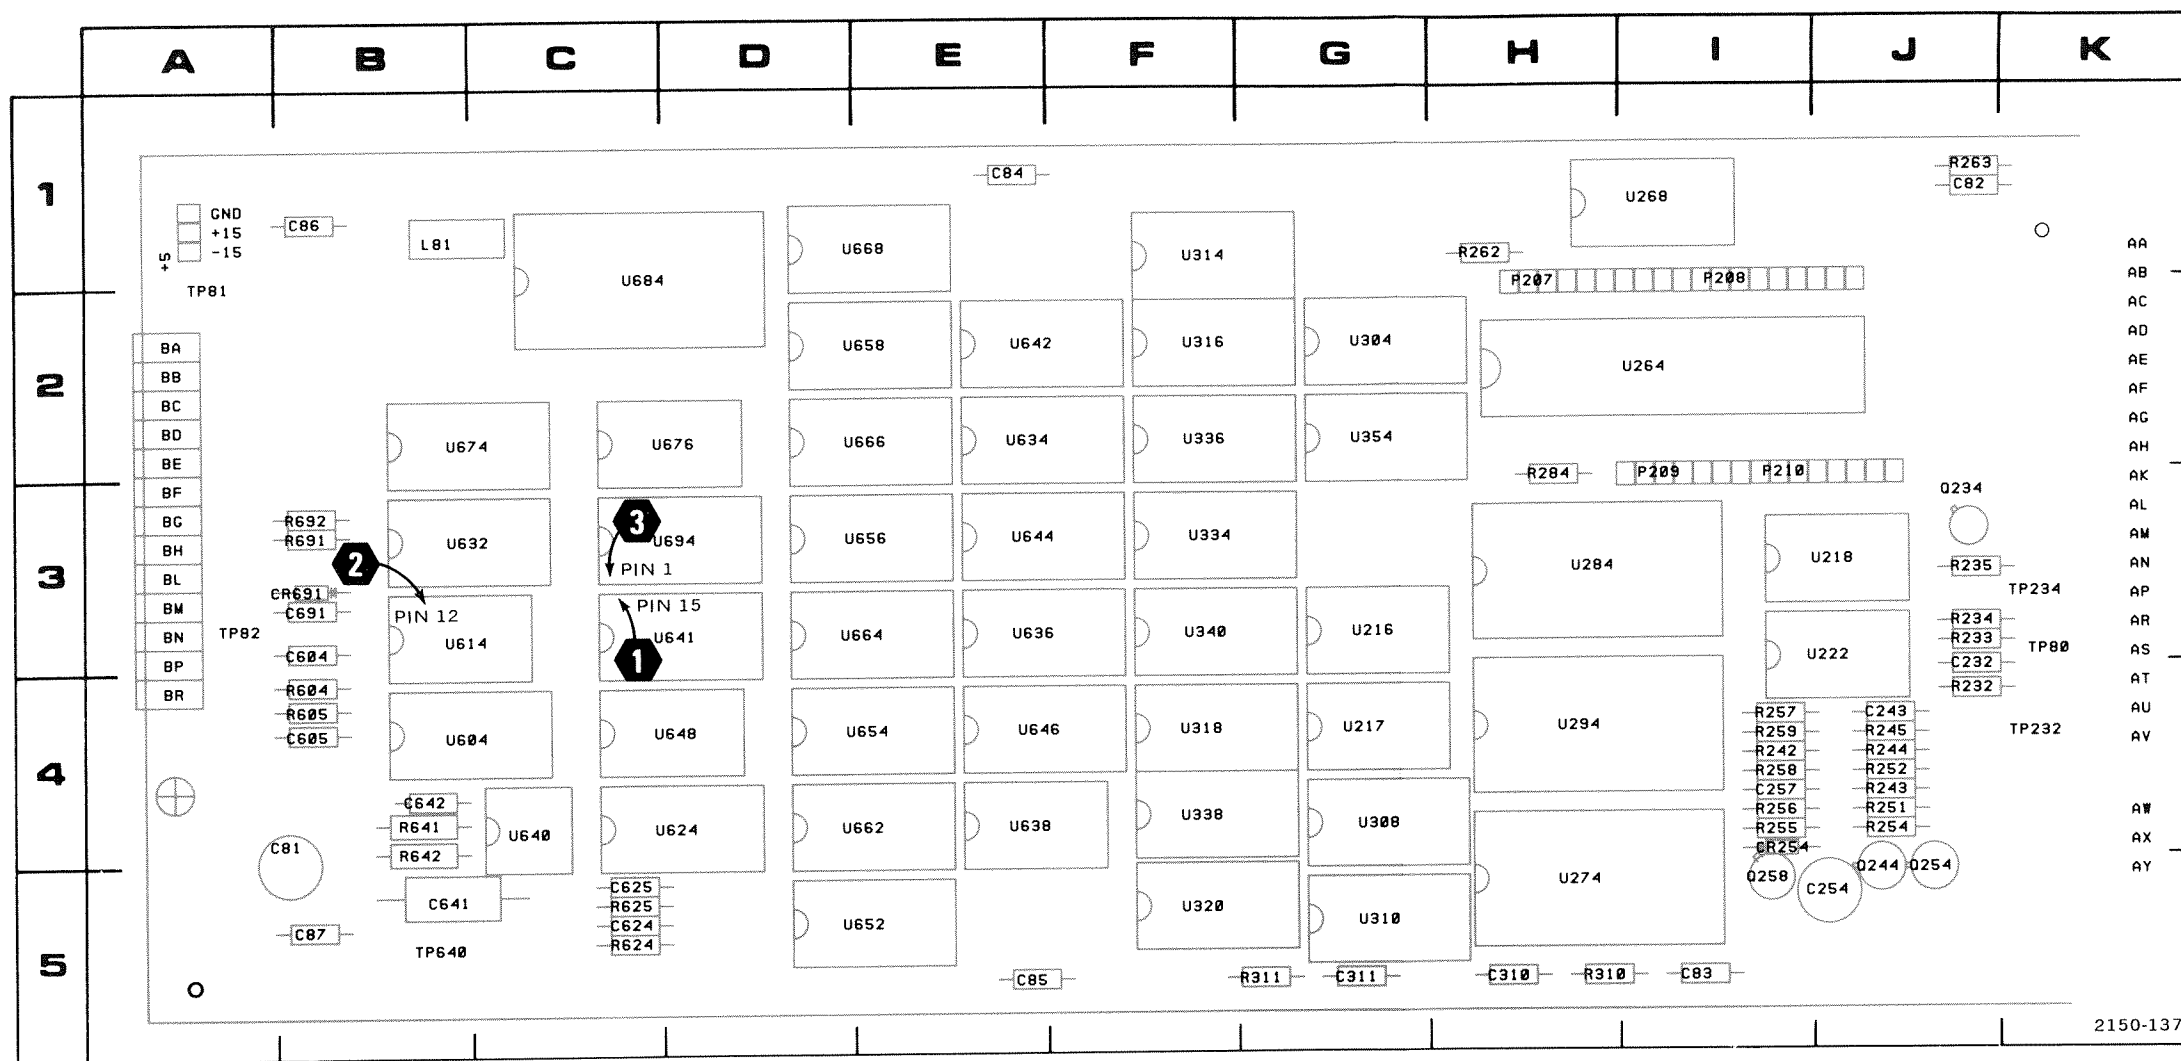 A B C D E F G H I J K
1
C84
R263
C82
U268
GND
+15
-15
+5
TP81
C86
L81
U684
U668
U314
R262
P207 P208
AA
AB
AC
AD
AE
AF
AG
AH
AK
AL
AM
AN
AP
AR
AS
AT
AU
AV
AW
AX
AY
2
BA
BB
BC
BD
BE
BF
BG
BH
BL
BM
BN
BP
BR
U658
U642
U316
U304
U264
U674
U676
U666
U634
U336
U354
R284
P209 P210
3
R692
R691
2
CR691
C691
TP82
C604
U632
3
U694
PIN 1
U656
U644
U334
U284
U218
Q234
R235
TP234
PIN 12
U614
PIN 15
U641
1
U664
U636
U340
U216
U222
R234
R233
C232
R232
TP80
4
R604
R605
C605
U604
U648
U654
U646
U318
U217
U294
R257
R259
R242
R258
C257
R256
R255
CR254
C243
R245
R244
R252
R243
R251
R254
TP232
C642
R641
R642
U640
U624
U662
U638
U338
U308
C81
Q258
C254
Q244
Q254
5
C641
C625
R625
C624
R624
U652
U320
U310
U274
C87
TP640
C85
R311
C311
C310
R310
C83
2150-137